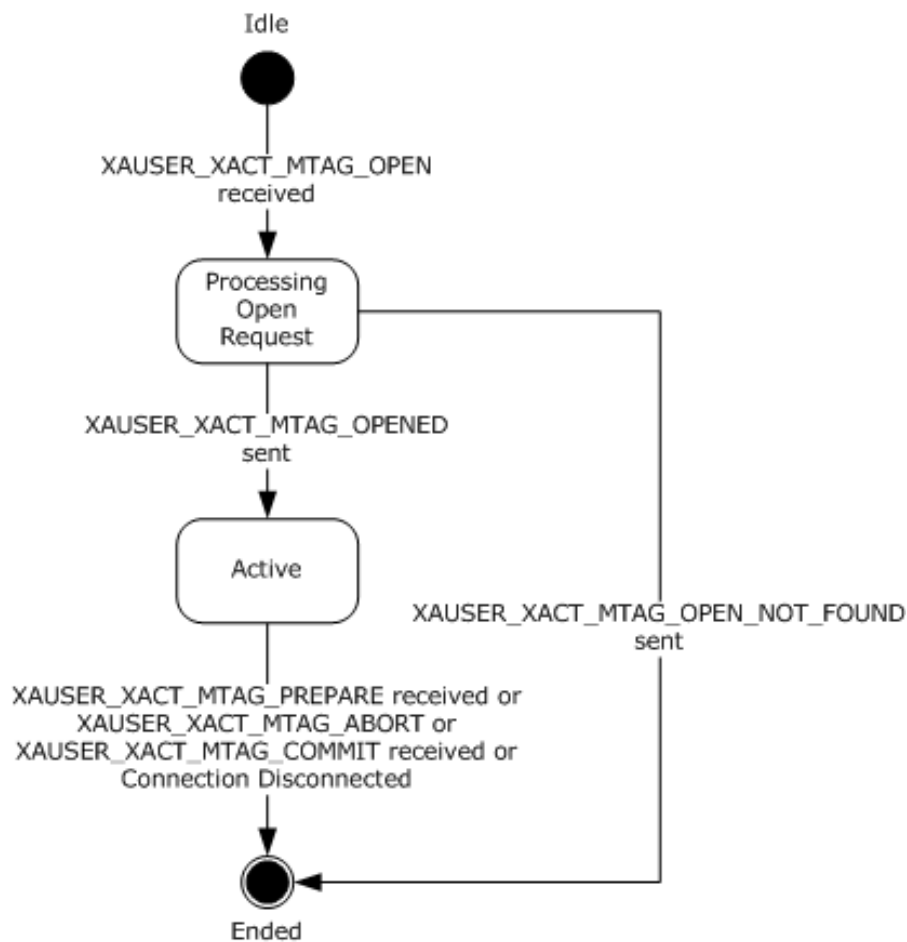 Idle
XAUSER_XACT_MTAG_OPEN
received
Processing
Open
Request
XAUSER_XACT_MTAG_OPENED
sent
Active
XAUSER_XACT_MTAG_OPEN_NOT_FOUND
sent
XAUSER_XACT_MTAG_PREPARE received or
XAUSER_XACT_MTAG_ABORT or
XAUSER_XACT_MTAG_COMMIT received or
Connection Disconnected
Ended